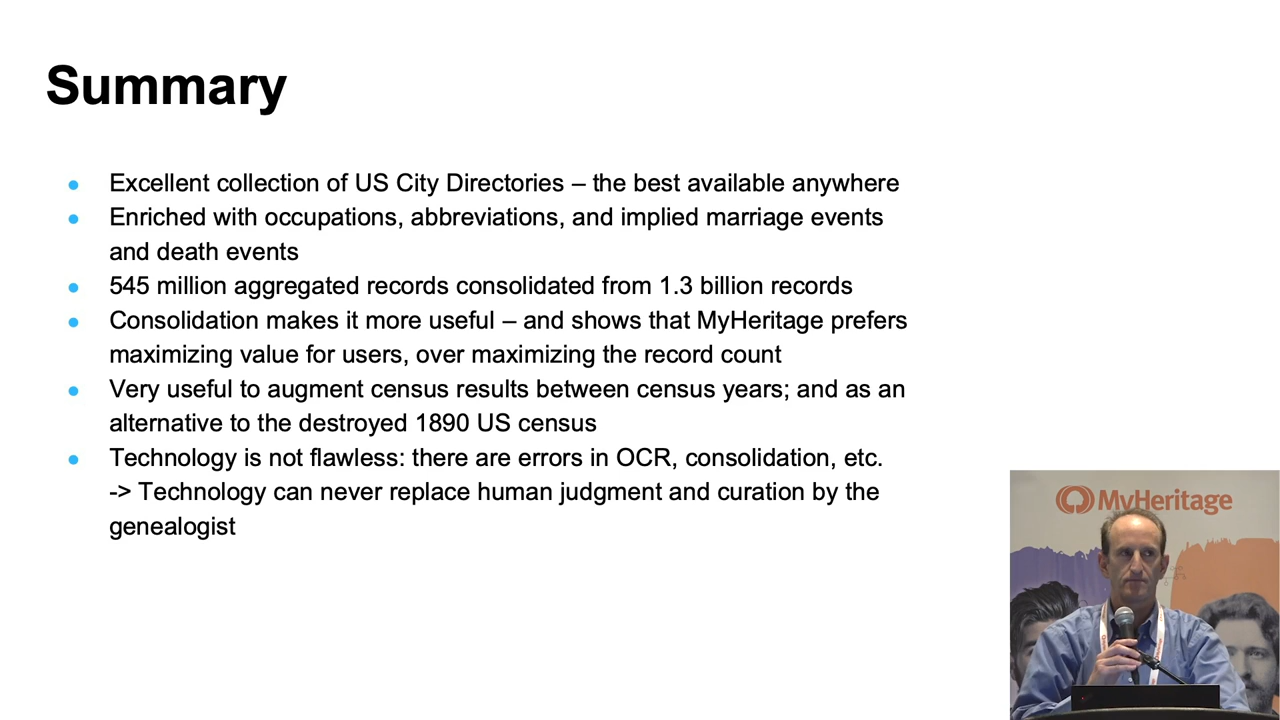 Summary
● Excellent collection of US City Directories – the best available anywhere
● Enriched with occupations, abbreviations, and implied marriage events
and death events
● 545 million aggregated records consolidated from 1.3 billion records
● Consolidation makes it more useful – and shows that MyHeritage prefers
maximizing value for users, over maximizing the record count
● Very useful to augment census results between census years; and as an
alternative to the destroyed 1890 US census
● Technology is not flawless: there are errors in OCR, consolidation, etc.
-> Technology can never replace human judgment and curation by the
genealogist
MyHeritage